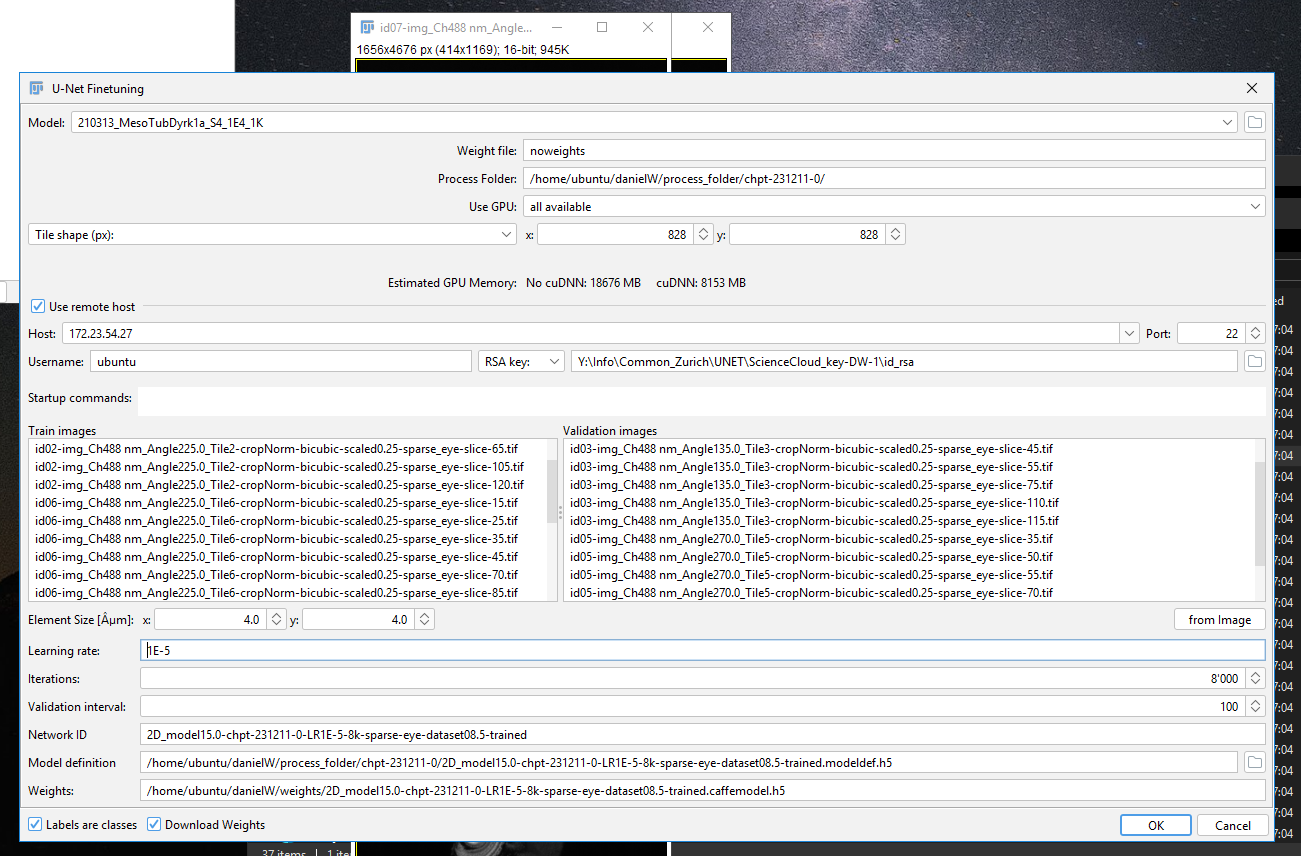 id07-img_Ch488 nm_Angle...
1656x4676 px (414x1169); 16-bit; 945K
U-Net Finetuning
Model: 210313_MesoTubDyrk1a_S4_1E4_1K
Weight file: noweights
Process Folder: /home/ubuntu/danielW/process_folder/chpt-231211-0/
Use GPU: all available
Tile shape (px): x: 828 y: 828
Estimated GPU Memory: No cuDNN: 18676 MB cuDNN: 8153 MB
Use remote host
Host: 172.23.54.27 Port: 22
Username: ubuntu RSA key: Y:\Info\Common_Zurich\UNET\ScienceCloud_key-DW-1\id_rsa
Startup commands:
Train images
id02-img_Ch488 nm_Angle225.0_Tile2-cropNorm-bicubic-scaled0.25-sparse_eye-slice-65.tif
id02-img_Ch488 nm_Angle225.0_Tile2-cropNorm-bicubic-scaled0.25-sparse_eye-slice-105.tif
id02-img_Ch488 nm_Angle225.0_Tile2-cropNorm-bicubic-scaled0.25-sparse_eye-slice-120.tif
id06-img_Ch488 nm_Angle225.0_Tile6-cropNorm-bicubic-scaled0.25-sparse_eye-slice-15.tif
id06-img_Ch488 nm_Angle225.0_Tile6-cropNorm-bicubic-scaled0.25-sparse_eye-slice-25.tif
id06-img_Ch488 nm_Angle225.0_Tile6-cropNorm-bicubic-scaled0.25-sparse_eye-slice-35.tif
id06-img_Ch488 nm_Angle225.0_Tile6-cropNorm-bicubic-scaled0.25-sparse_eye-slice-45.tif
id06-img_Ch488 nm_Angle225.0_Tile6-cropNorm-bicubic-scaled0.25-sparse_eye-slice-70.tif
id06-img_Ch488 nm_Angle225.0_Tile6-cropNorm-bicubic-scaled0.25-sparse_eye-slice-85.tif
Validation images
id03-img_Ch488 nm_Angle135.0_Tile3-cropNorm-bicubic-scaled0.25-sparse_eye-slice-45.tif
id03-img_Ch488 nm_Angle135.0_Tile3-cropNorm-bicubic-scaled0.25-sparse_eye-slice-55.tif
id03-img_Ch488 nm_Angle135.0_Tile3-cropNorm-bicubic-scaled0.25-sparse_eye-slice-75.tif
id03-img_Ch488 nm_Angle135.0_Tile3-cropNorm-bicubic-scaled0.25-sparse_eye-slice-110.tif
id03-img_Ch488 nm_Angle135.0_Tile3-cropNorm-bicubic-scaled0.25-sparse_eye-slice-115.tif
id05-img_Ch488 nm_Angle270.0_Tile5-cropNorm-bicubic-scaled0.25-sparse_eye-slice-35.tif
id05-img_Ch488 nm_Angle270.0_Tile5-cropNorm-bicubic-scaled0.25-sparse_eye-slice-50.tif
id05-img_Ch488 nm_Angle270.0_Tile5-cropNorm-bicubic-scaled0.25-sparse_eye-slice-55.tif
id05-img_Ch488 nm_Angle270.0_Tile5-cropNorm-bicubic-scaled0.25-sparse_eye-slice-70.tif
Element Size [Âµm]: x: 4.0 y: 4.0 from Image
Learning rate: 1E-5
Iterations: 8'000
Validation interval: 100
Network ID 2D_model15.0-chpt-231211-0-LR1E-5-8k-sparse-eye-dataset08.5-trained
Model definition /home/ubuntu/danielW/process_folder/chpt-231211-0/2D_model15.0-chpt-231211-0-LR1E-5-8k-sparse-eye-dataset08.5-trained.modeldef.h5
Weights: /home/ubuntu/danielW/weights/2D_model15.0-chpt-231211-0-LR1E-5-8k-sparse-eye-dataset08.5-trained.caffemodel.h5
Labels are classes Download Weights OK Cancel
37 items